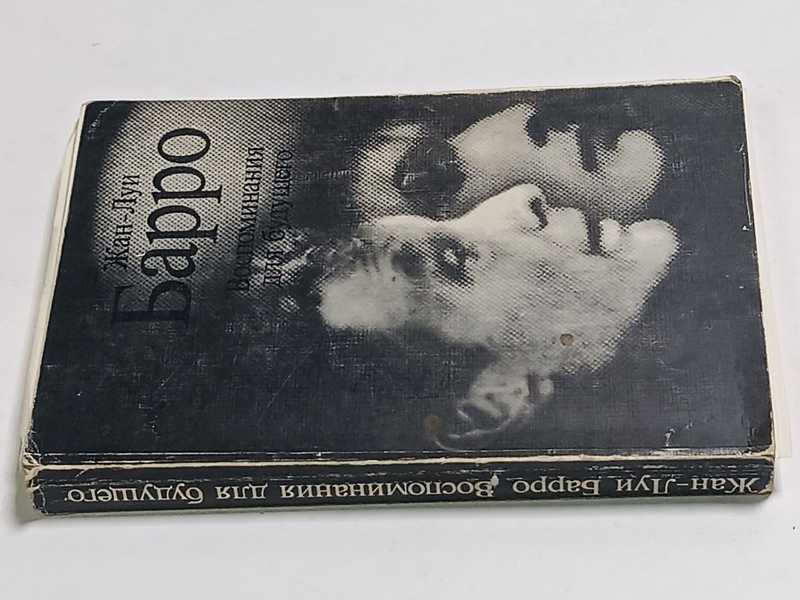 Жан-Луи
Барро
Воспоминания
для будущего
Жан-Луи Барро Воспоминания для будущего